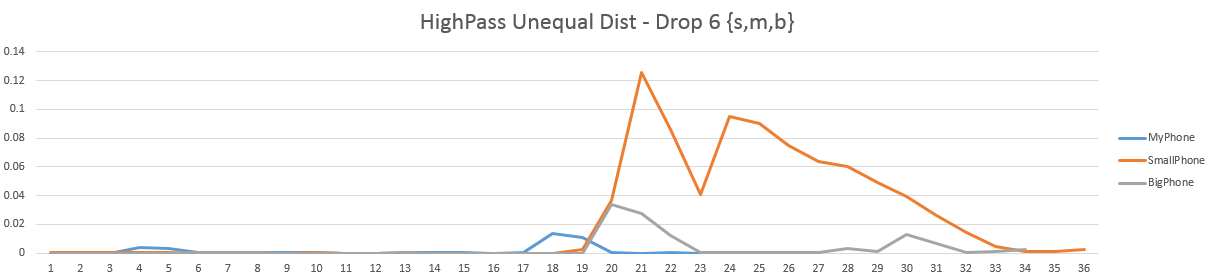 HighPass Unequal Dist - Drop 6 {s,m,b}
0.14
0.12
0.1
0.08
0.06
0.04
0.02
0
1 2 3 4 5 6 7 8 9 10 11 12 13 14 15 16 17 18 19 20 21 22 23 24 25 26 27 28 29 30 31 32 33 34 35 36
MyPhone
SmallPhone
BigPhone